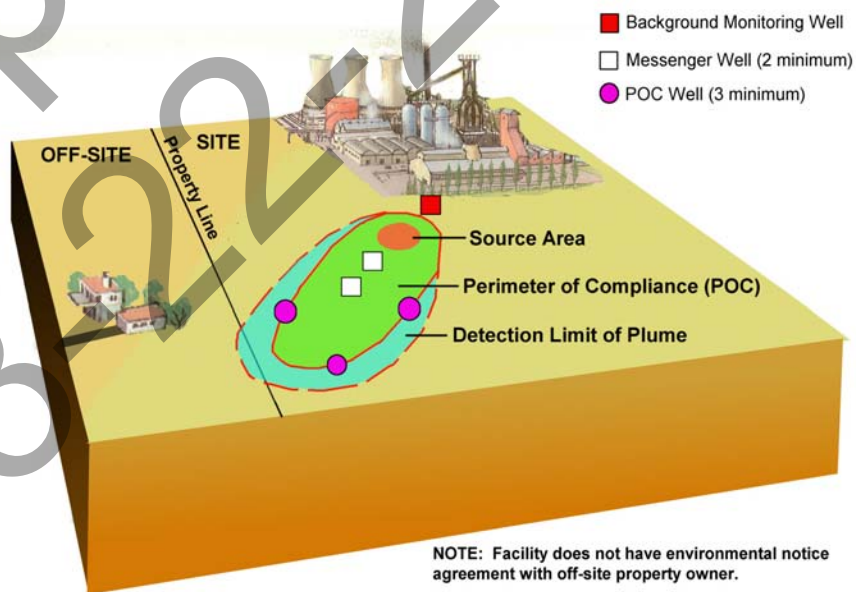 Background Monitoring Well
Messenger Well (2 minimum)
POC Well (3 minimum)
OFF-SITE
SITE
Property Line
Source Area
Perimeter of Compliance (POC)
Detection Limit of Plume
NOTE: Facility does not have environmental notice
agreement with off-site property owner.